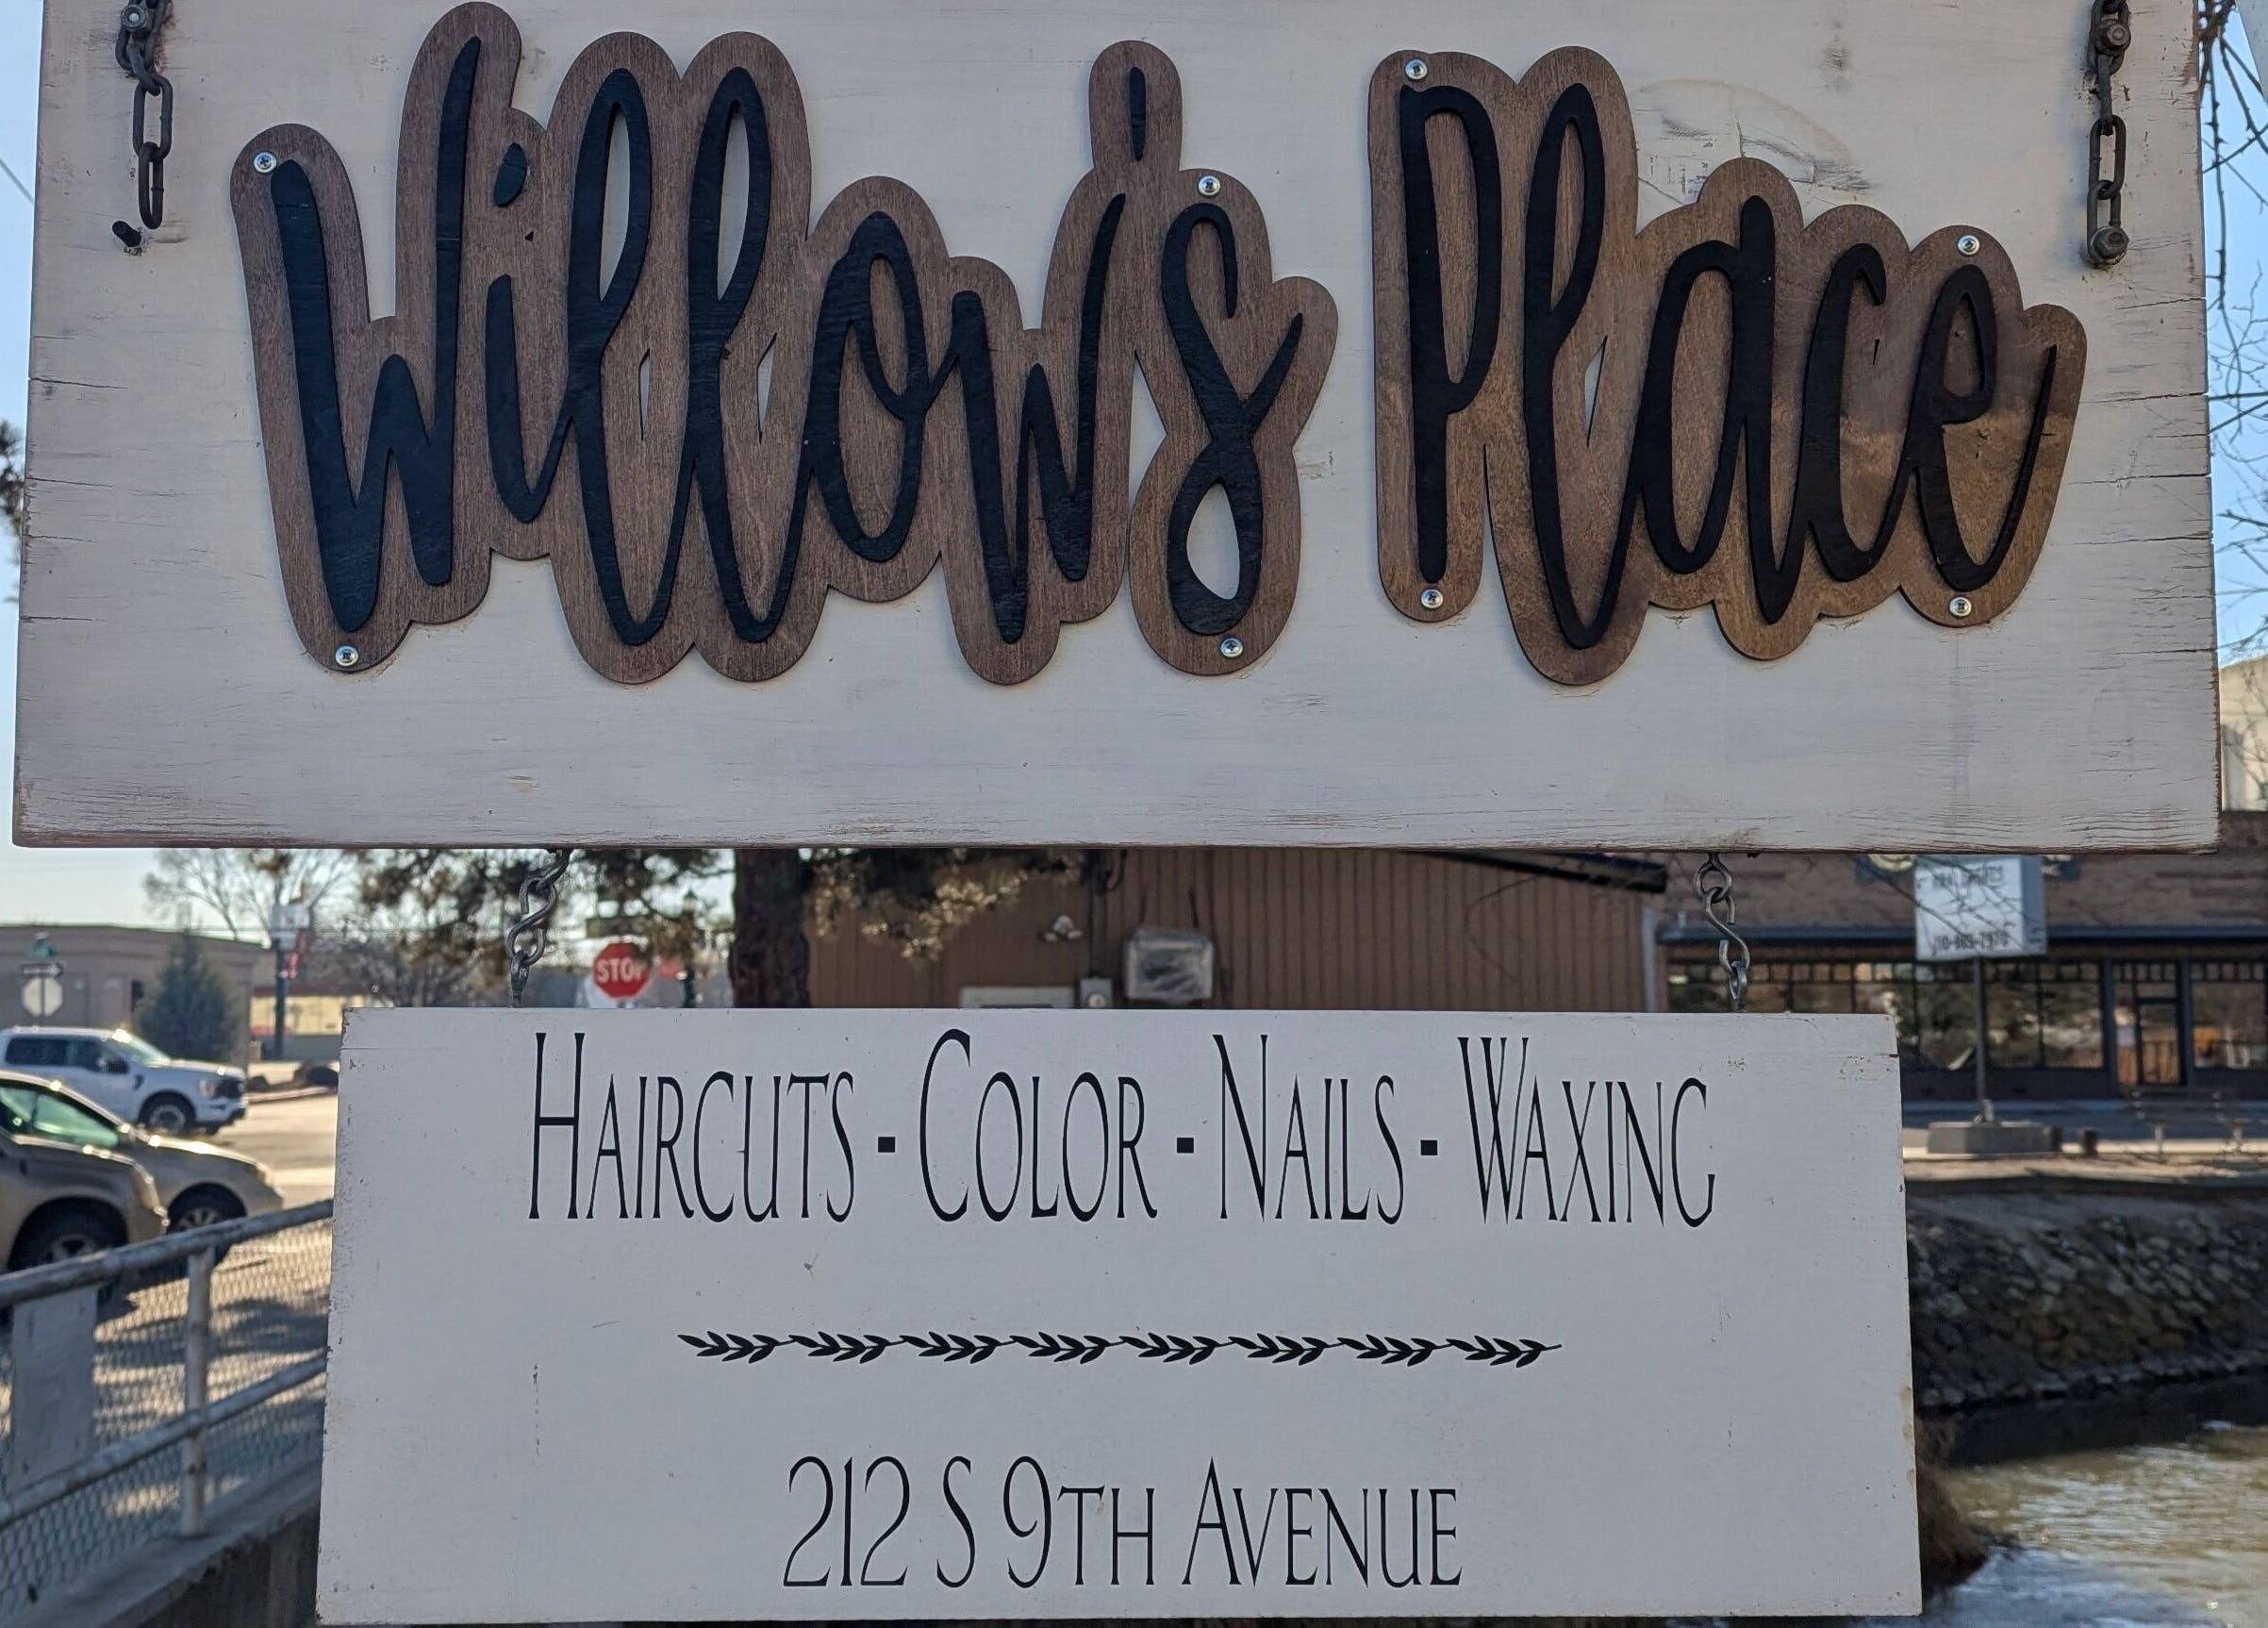 Willow's Place
STOP
HAIRCUTS - COLOR - NAILS - WAXING
212 S 9TH AVENUE